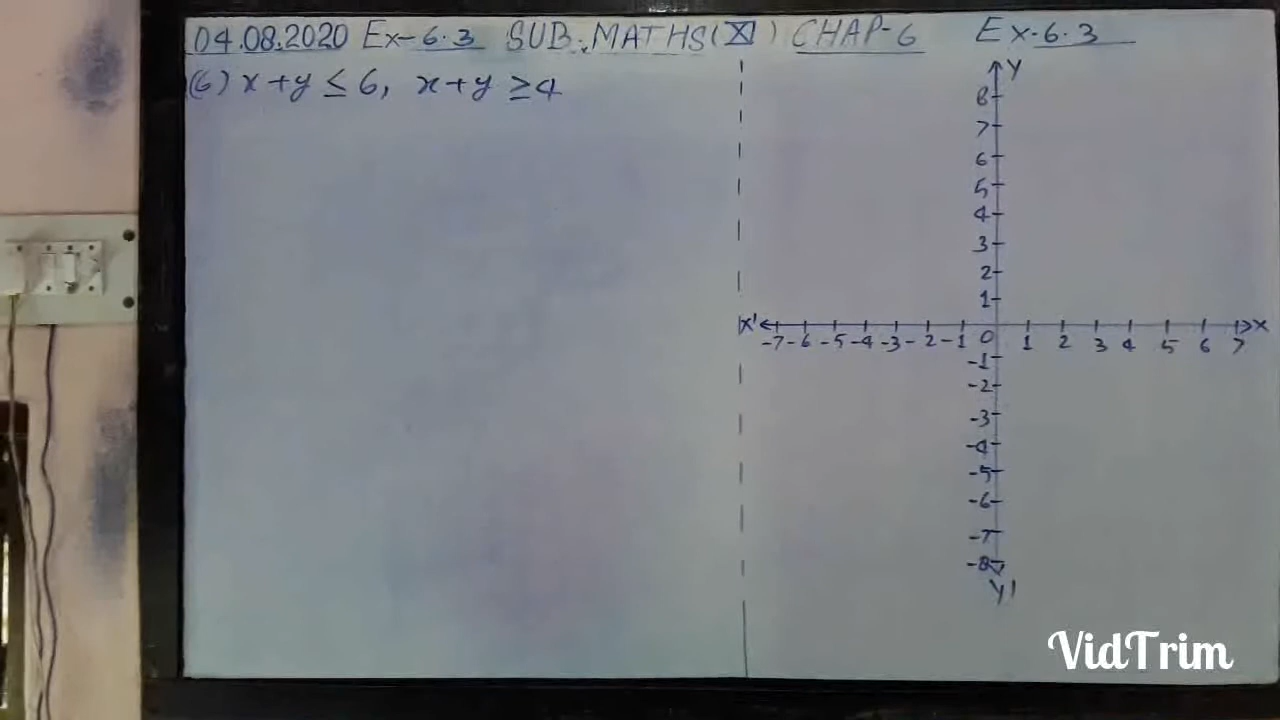 04.08.2020 Ex-6.3 SUB:MATHS(XI) CHAP-6 Ex-6.3
(6) x+y ≤ 6, x+y ≥ 4
Y
8
7
6
5
4
3
2
1
X' -7 -6 -5 -4 -3 -2 -1 0 1 2 3 4 5 6 7 X
-1
-2
-3
-4
-5
-6
-7
-8
Y'
VidTrim